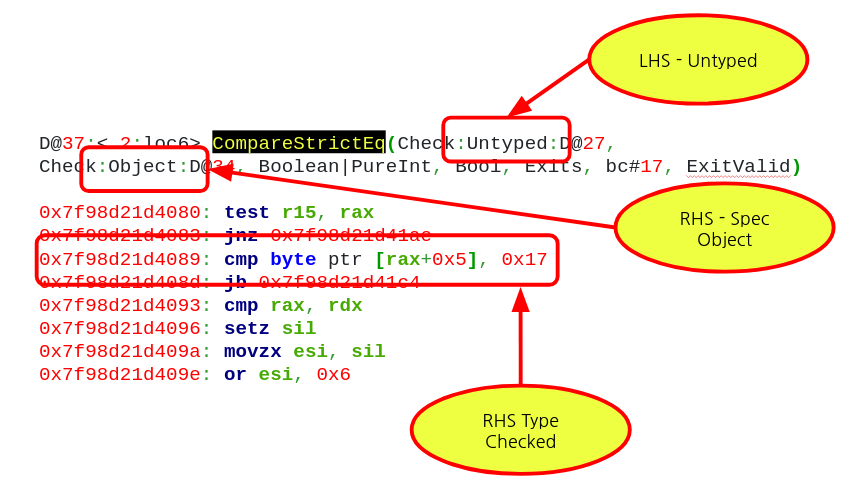 LHS - Untyped
D@37:< 2:loc6> CompareStrictEq(Check:Untyped:D@27,
Check:Object:D@34, Boolean|PureInt, Bool, Exits, bc#17, ExitValid)
RHS - Spec
Object
0x7f98d21d4080: test r15, rax
0x7f98d21d4083: jnz 0x7f98d21d41ae
0x7f98d21d4089: cmp byte ptr [rax+0x5], 0x17
0x7f98d21d408d: jb 0x7f98d21d41c4
0x7f98d21d4093: cmp rax, rdx
0x7f98d21d4096: setz sil
0x7f98d21d409a: movzx esi, sil
0x7f98d21d409e: or esi, 0x6
RHS Type
Checked